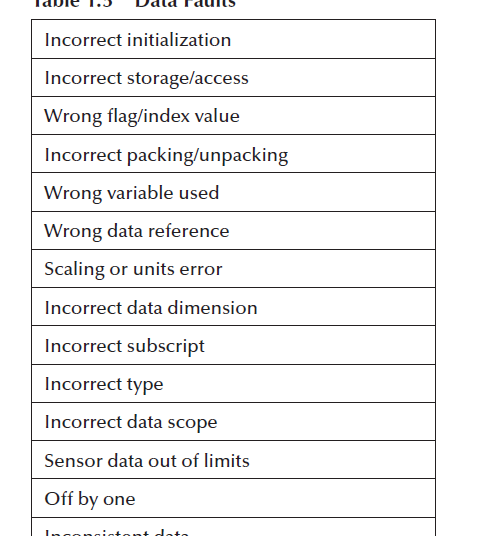 Table 1.5 Data Faults
Incorrect initialization
Incorrect storage/access
Wrong flag/index value
Incorrect packing/unpacking
Wrong variable used
Wrong data reference
Scaling or units error
Incorrect data dimension
Incorrect subscript
Incorrect type
Incorrect data scope
Sensor data out of limits
Off by one
Inconsistent data